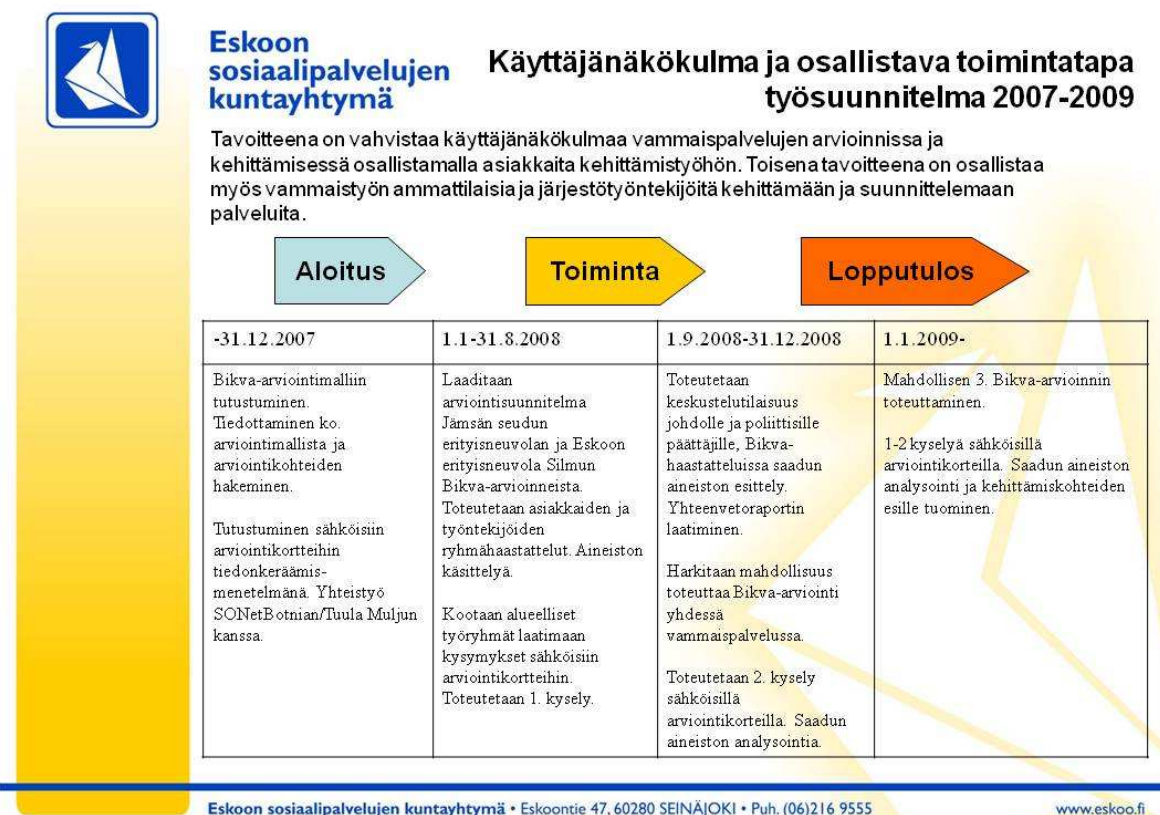 Eskoon
sosiaalipalvelujen
kuntayhtymä
Käyttäjänäkökulma ja osallistava toimintatapa
työsuunnitelma 2007-2009
Tavoitteena on vahvistaa käyttäjänäkökulmaa vammaispalvelujen arvioinnissa ja
kehittämisessä osallistamalla asiakkaita kehittämistyöhön. Toisena tavoitteena on osallistaa
myös vammaistyön ammattilaisia ja järjestötyöntekijöitä kehittämään ja suunnittelemaan
palveluita.
Aloitus
Toiminta
Lopputulos
-31.12.2007
1.1-31.8.2008
1.9.2008-31.12.2008
1.1.2009-
Bikva-arviointimalliin
tutustuminen.
Tiedottaminen ko.
arviointimallista ja
arviointikohteiden
hakeminen.
Tutustuminen sähköisiin
arviointikortteihin
tiedonkeräämis-
menetelmänä. Yhteistyö
SONetBotnian/Tuula Muljun
kanssa.
Laaditaan
arviointisuunnitelma
Jämsän seudun
erityisneuvolan ja Eskoon
erityisneuvola Silmun
Bikva-arvioinneista.
Toteutetaan asiakkaiden ja
työntekijöiden
ryhmähaastattelut. Aineiston
käsittelyä.
Kootaan alueelliset
työryhmät laatimaan
kysymykset sähköisiin
arviointikortteihin.
Toteutetaan 1. kysely.
Toteutetaan
keskustelutilaisuus
johdolle ja poliittisille
päättäjille, Bikva-
haastatteluissa saadun
aineiston esittely.
Yhteenvetoraportin
laatiminen.
Harkitaan mahdollisuus
toteuttaa Bikva-arviointi
yhdessä
vammaispalvelussa.
Toteutetaan 2. kysely
sähköisillä
arviointikorteilla. Saadun
aineiston analysointia.
Mahdollisen 3. Bikva-arvioinnin
toteuttaminen.
1-2 kyselyä sähköisillä
arviointikorteilla. Saadun aineiston
analysointi ja kehittämiskohteiden
esille tuominen.
Eskoon sosiaalipalvelujen kuntayhtymä • Eskoontie 47, 60280 SEINÄJOKI • Puh. (06)216 9555
www.eskoo.fi